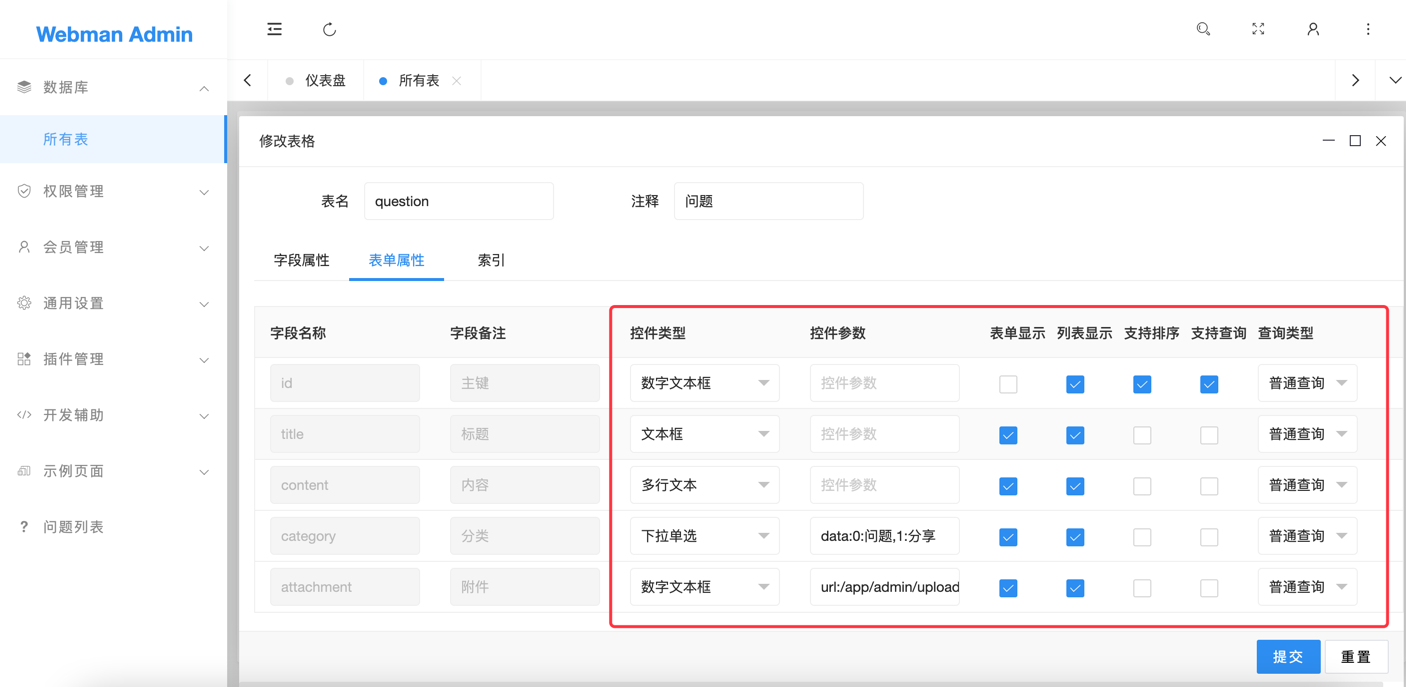 Webman Admin
数据库
所有表
权限管理
会员管理
通用设置
插件管理
开发辅助
示例页面
? 问题列表
仪表盘 所有表
修改表格
表名 question 注释 问题
字段属性 表单属性 索引
字段名称 字段备注 控件类型 控件参数 表单显示 列表显示 支持排序 支持查询 查询类型
id 主键 数字文本框 控件参数 普通查询
title 标题 文本框 控件参数 普通查询
content 内容 多行文本 控件参数 普通查询
category 分类 下拉单选 data:0:问题,1:分享 普通查询
attachment 附件 数字文本框 url:/app/admin/upload 普通查询
提交 重置